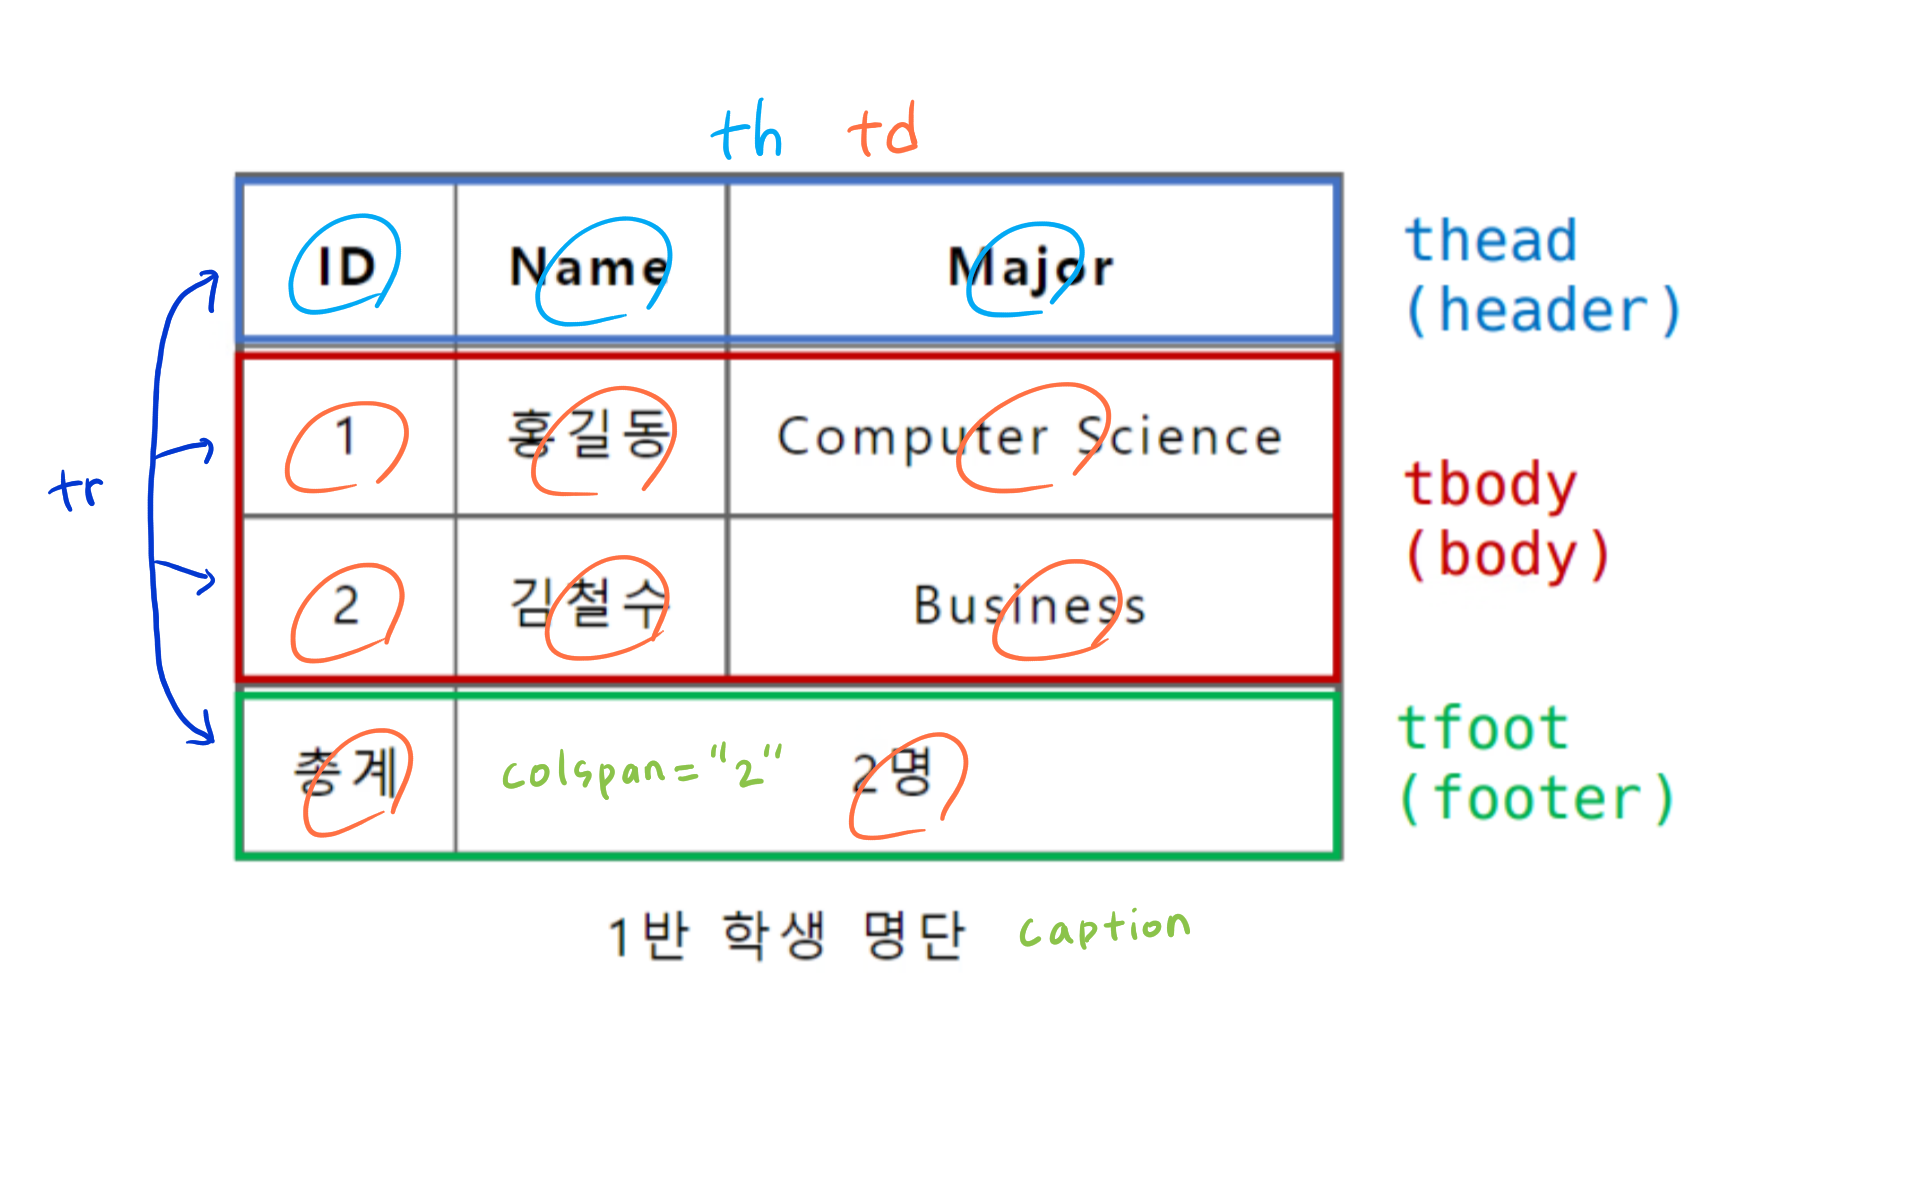 th td
ID Name Major
thead
(header)
1 홍길동 Computer Science
tr
tbody
(body)
2 김철수 Business
총계 colspan="2" 2명
tfoot
(footer)
1반 학생 명단 caption